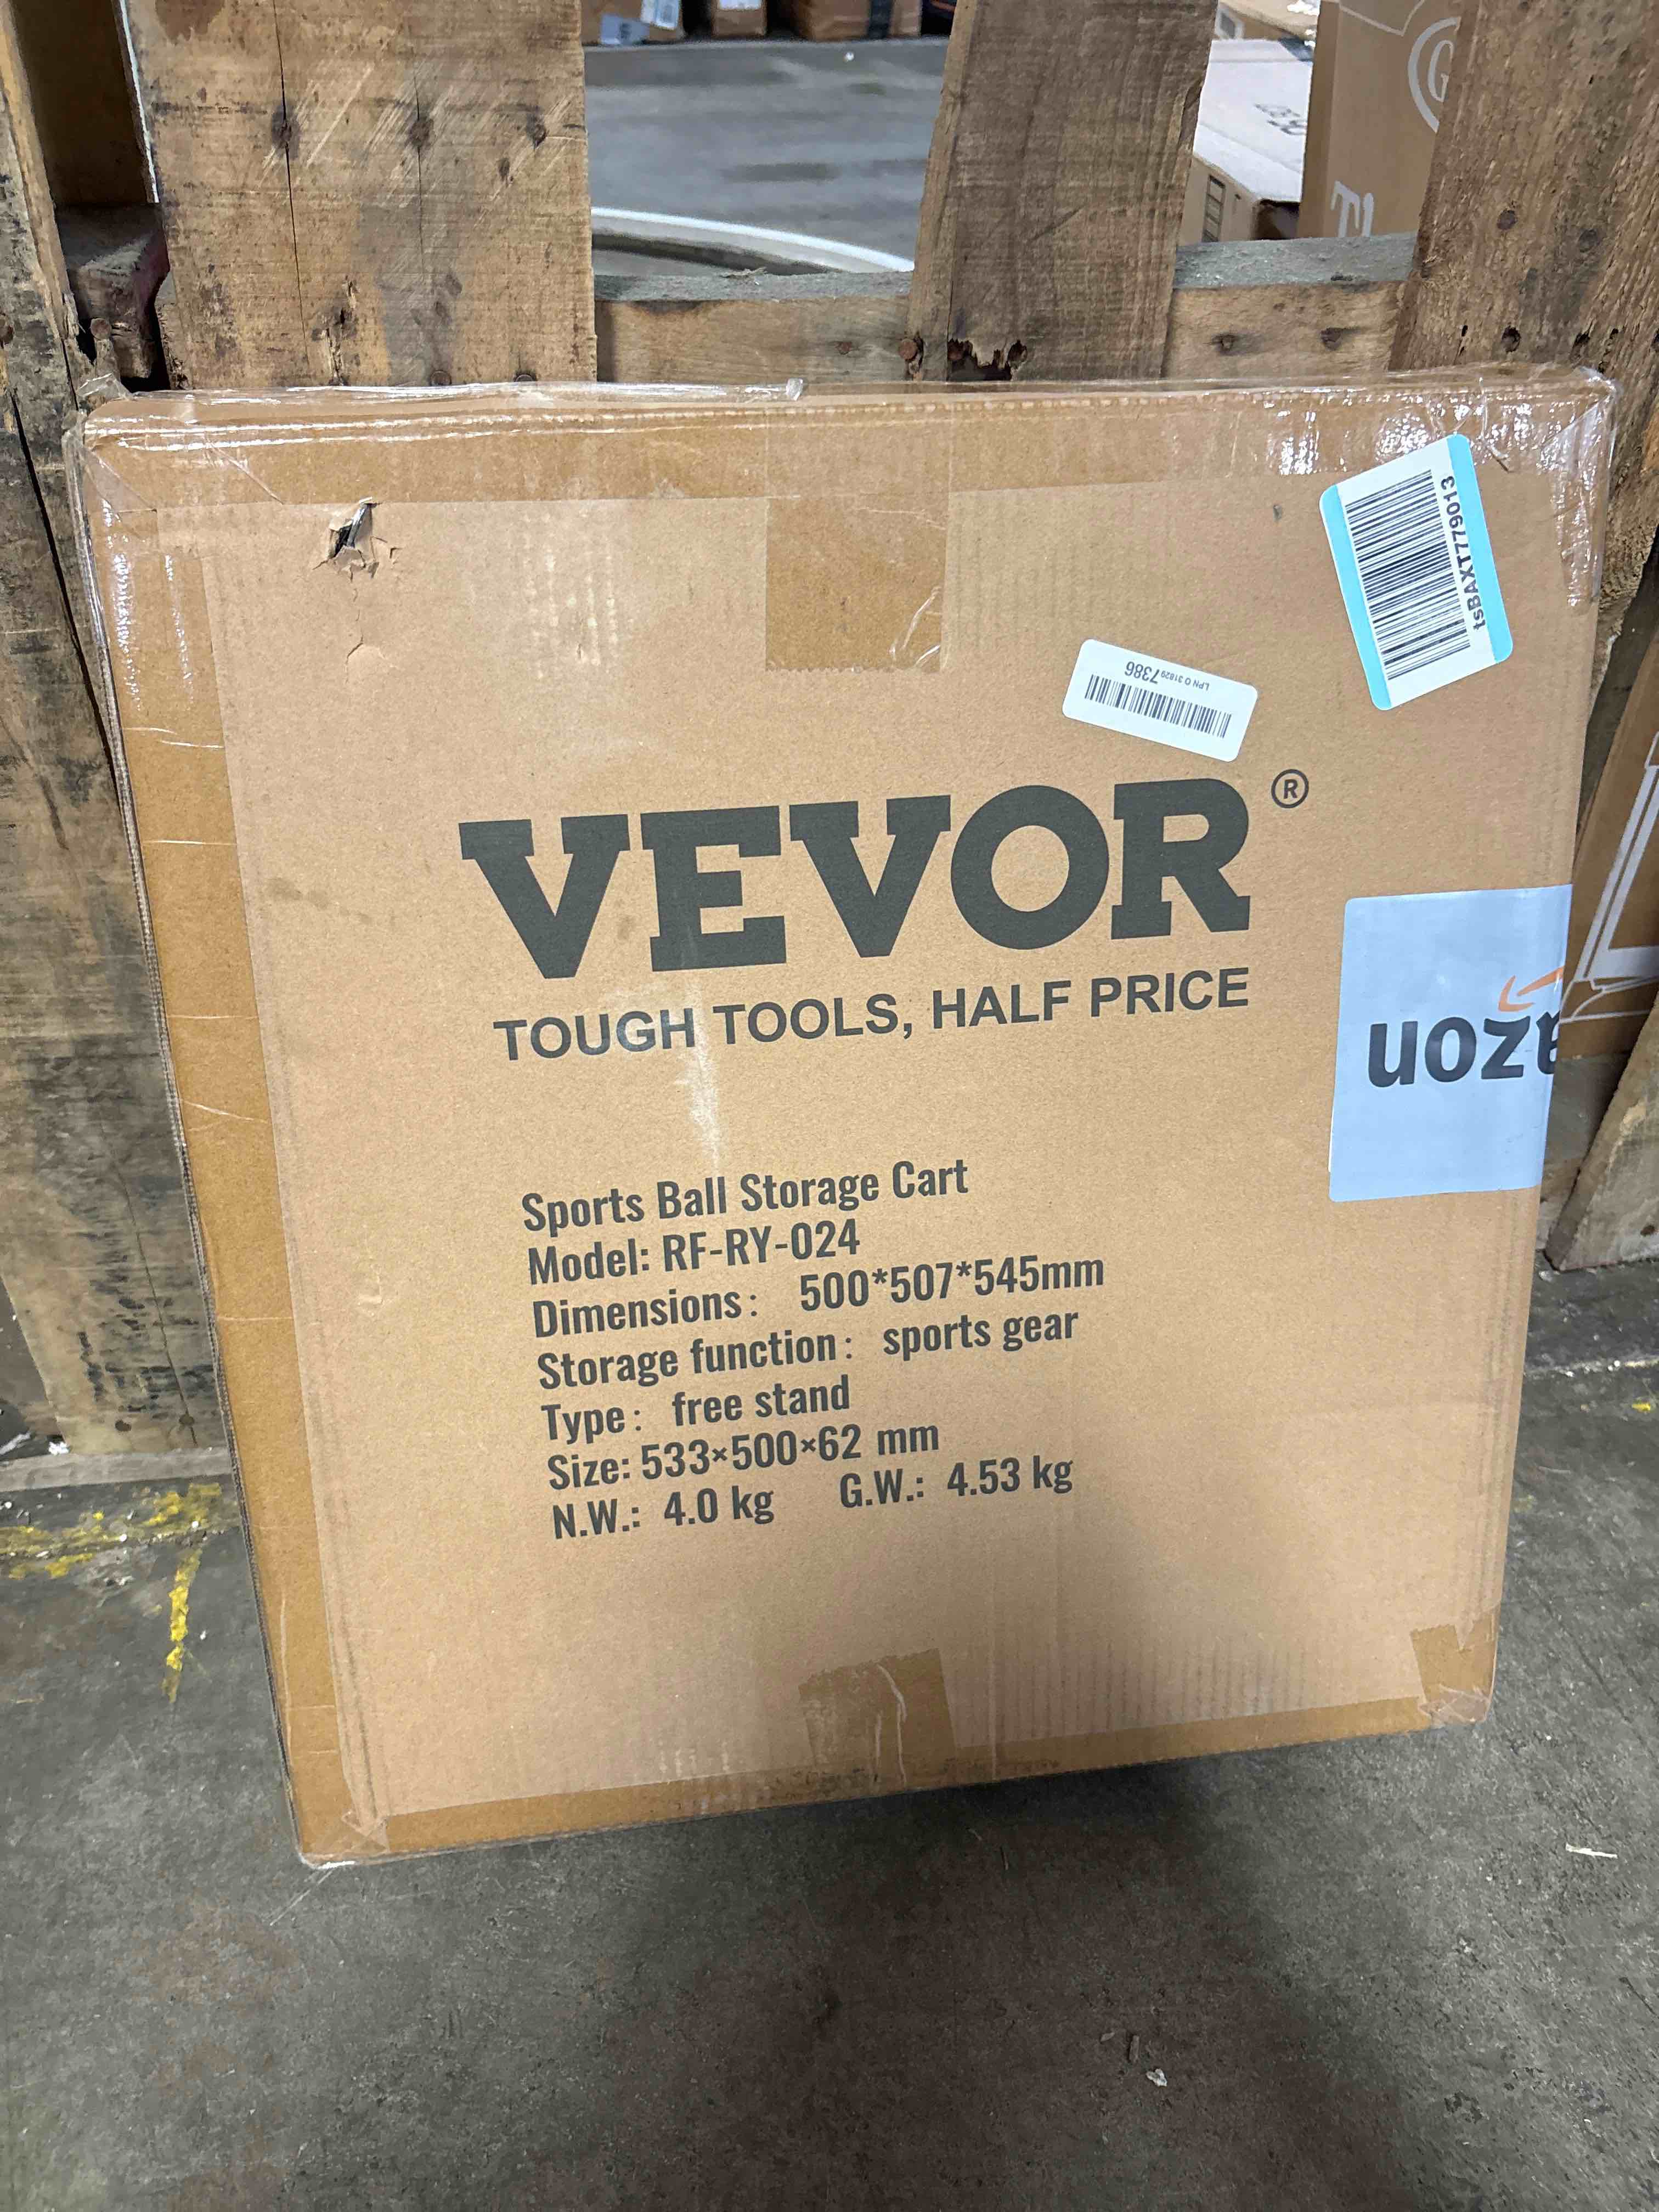 tsBAXT779013
LPN O 31829 7386
VEVOR®
TOUGH TOOLS, HALF PRICE
azon
Sports Ball Storage Cart
Model: RF-RY-024
Dimensions: 500*507*545mm
Storage function: sports gear
Type: free stand
Size: 533×500×62 mm
N.W.: 4.0 kg G.W.: 4.53 kg